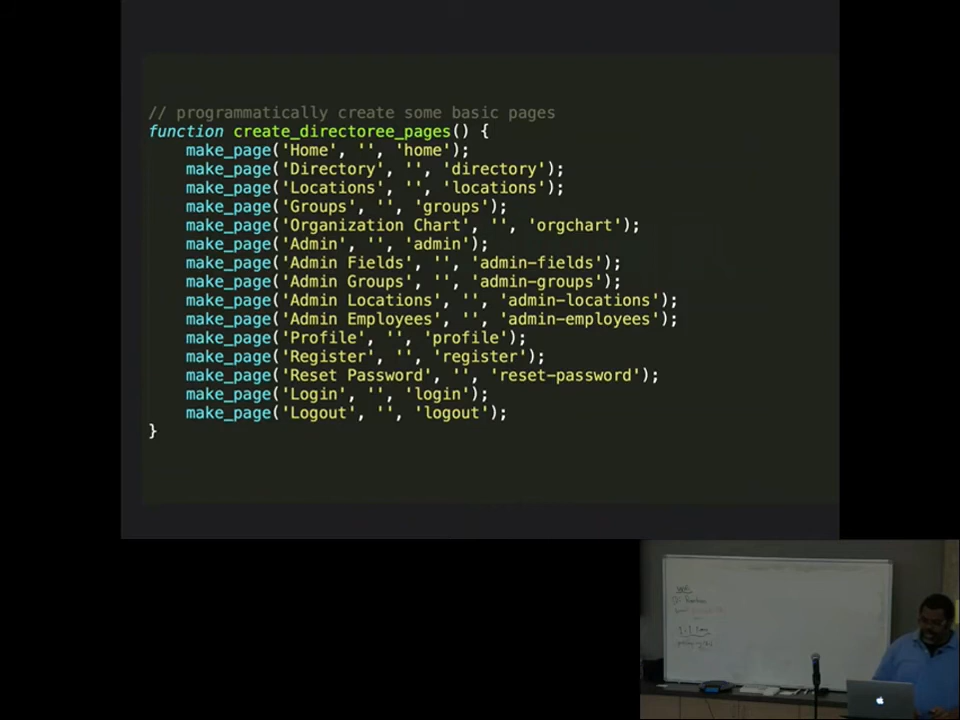 // programmatically create some basic pages
function create_directoree_pages() {
make_page('Home', '', 'home');
make_page('Directory', '', 'directory');
make_page('Locations', '', 'locations');
make_page('Groups', '', 'groups');
make_page('Organization Chart', '', 'orgchart');
make_page('Admin', '', 'admin');
make_page('Admin Fields', '', 'admin-fields');
make_page('Admin Groups', '', 'admin-groups');
make_page('Admin Locations', '', 'admin-locations');
make_page('Admin Employees', '', 'admin-employees');
make_page('Profile', '', 'profile');
make_page('Register', '', 'register');
make_page('Reset Password', '', 'reset-password');
make_page('Login', '', 'login');
make_page('Logout', '', 'logout');
}